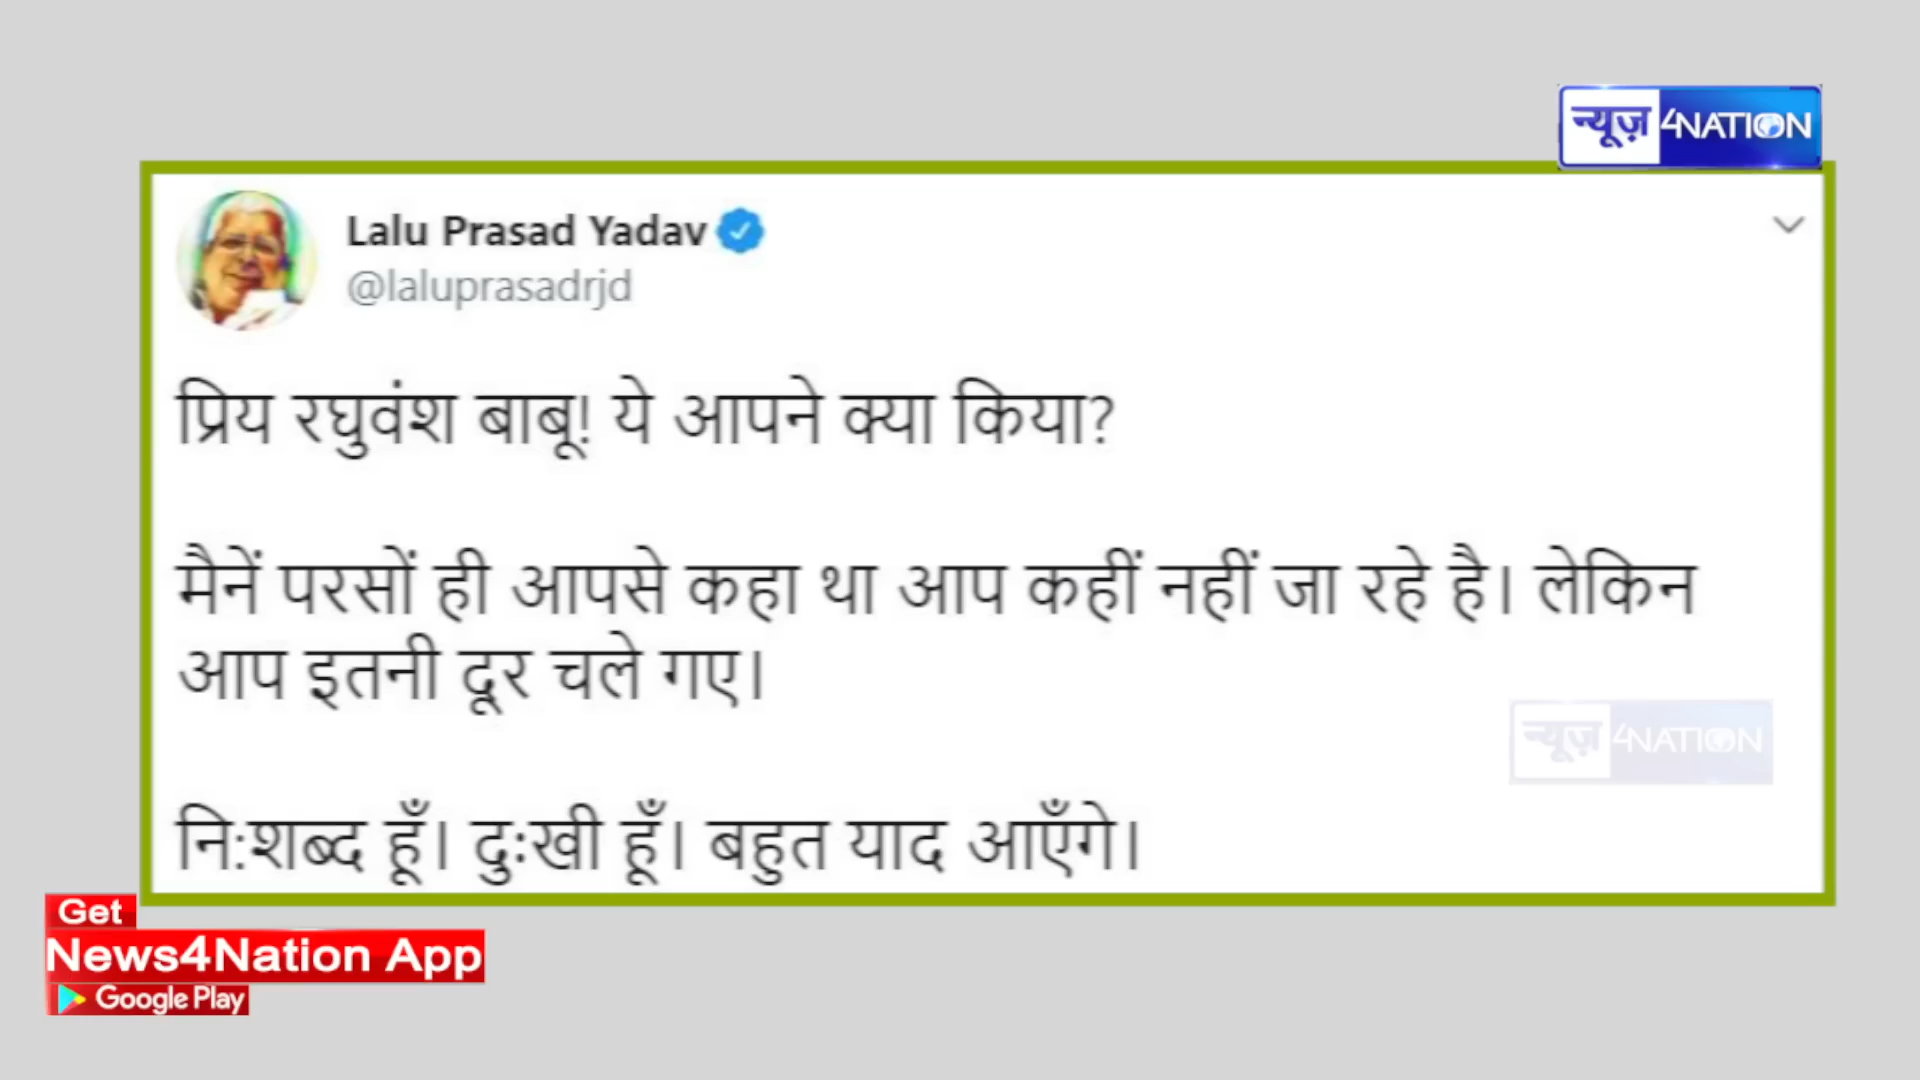 न्यूज़ 4NATION
Lalu Prasad Yadav
@laluprasadrjd
प्रिय रघुवंश बाबू! ये आपने क्या किया?
मैनें परसों ही आपसे कहा था आप कहीं नहीं जा रहे है। लेकिन
आप इतनी दूर चले गए।
न्यूज़ 4NATION
नि:शब्द हूँ। दुःखी हूँ। बहुत याद आएँगे।
Get
News4Nation App
Google Play